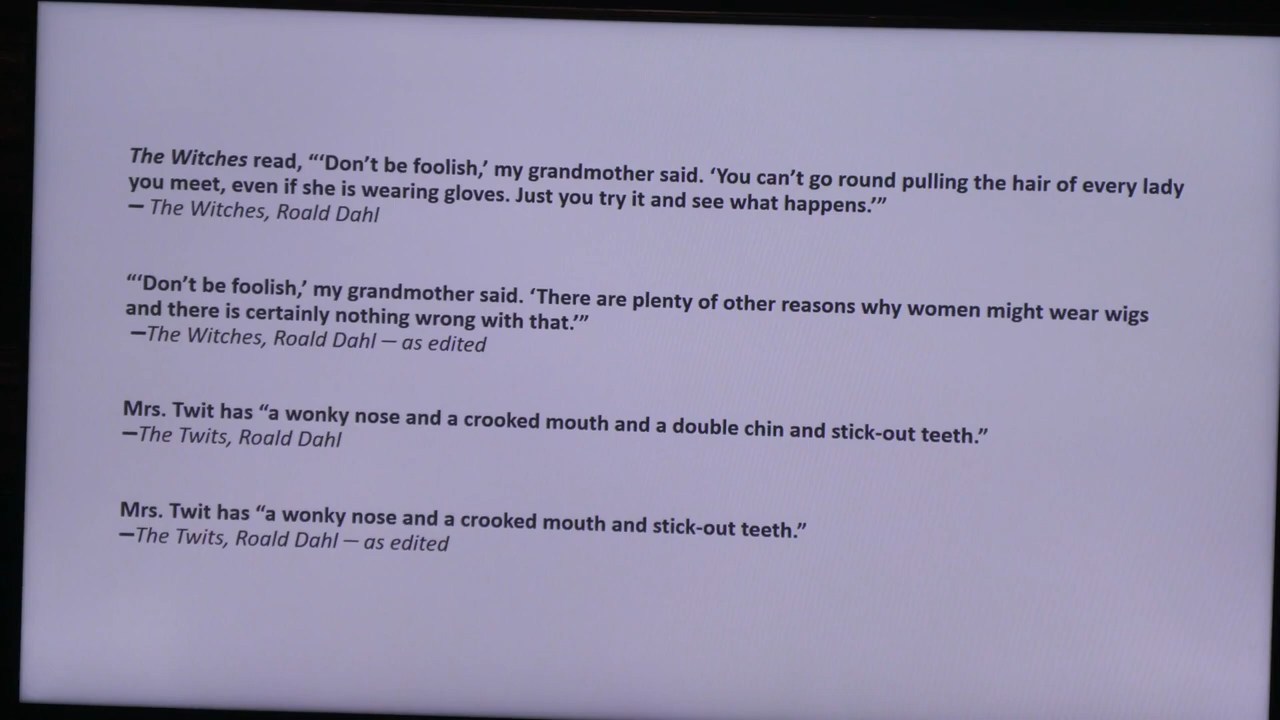 The Witches read, “‘Don’t be foolish,’ my grandmother said. ‘You can’t go round pulling the hair of every lady
you meet, even if she is wearing gloves. Just you try it and see what happens.’”
— The Witches, Roald Dahl
“‘Don’t be foolish,’ my grandmother said. ‘There are plenty of other reasons why women might wear wigs
and there is certainly nothing wrong with that.’”
—The Witches, Roald Dahl — as edited
Mrs. Twit has “a wonky nose and a crooked mouth and a double chin and stick-out teeth.”
—The Twits, Roald Dahl
Mrs. Twit has “a wonky nose and a crooked mouth and stick-out teeth.”
—The Twits, Roald Dahl — as edited